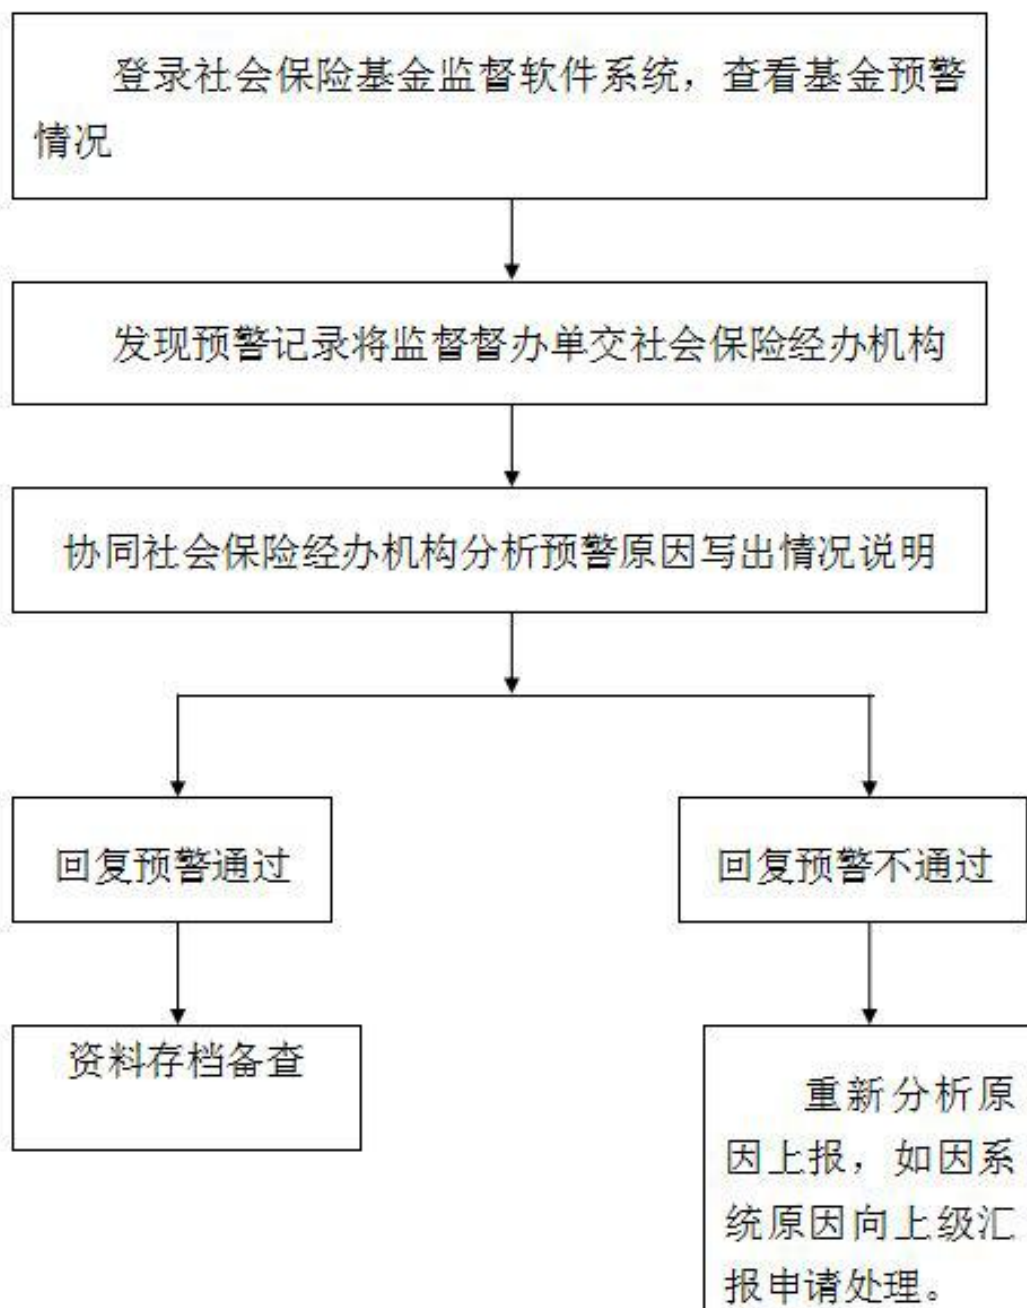 登录社会保险基金监督软件系统，查看基金预警
情况
发现预警记录将监督督办单交社会保险经办机构
协同社会保险经办机构分析预警原因写出情况说明
回复预警通过
回复预警不通过
资料存档备查
重新分析原
因上报，如因系
统原因向上级汇
报申请处理。